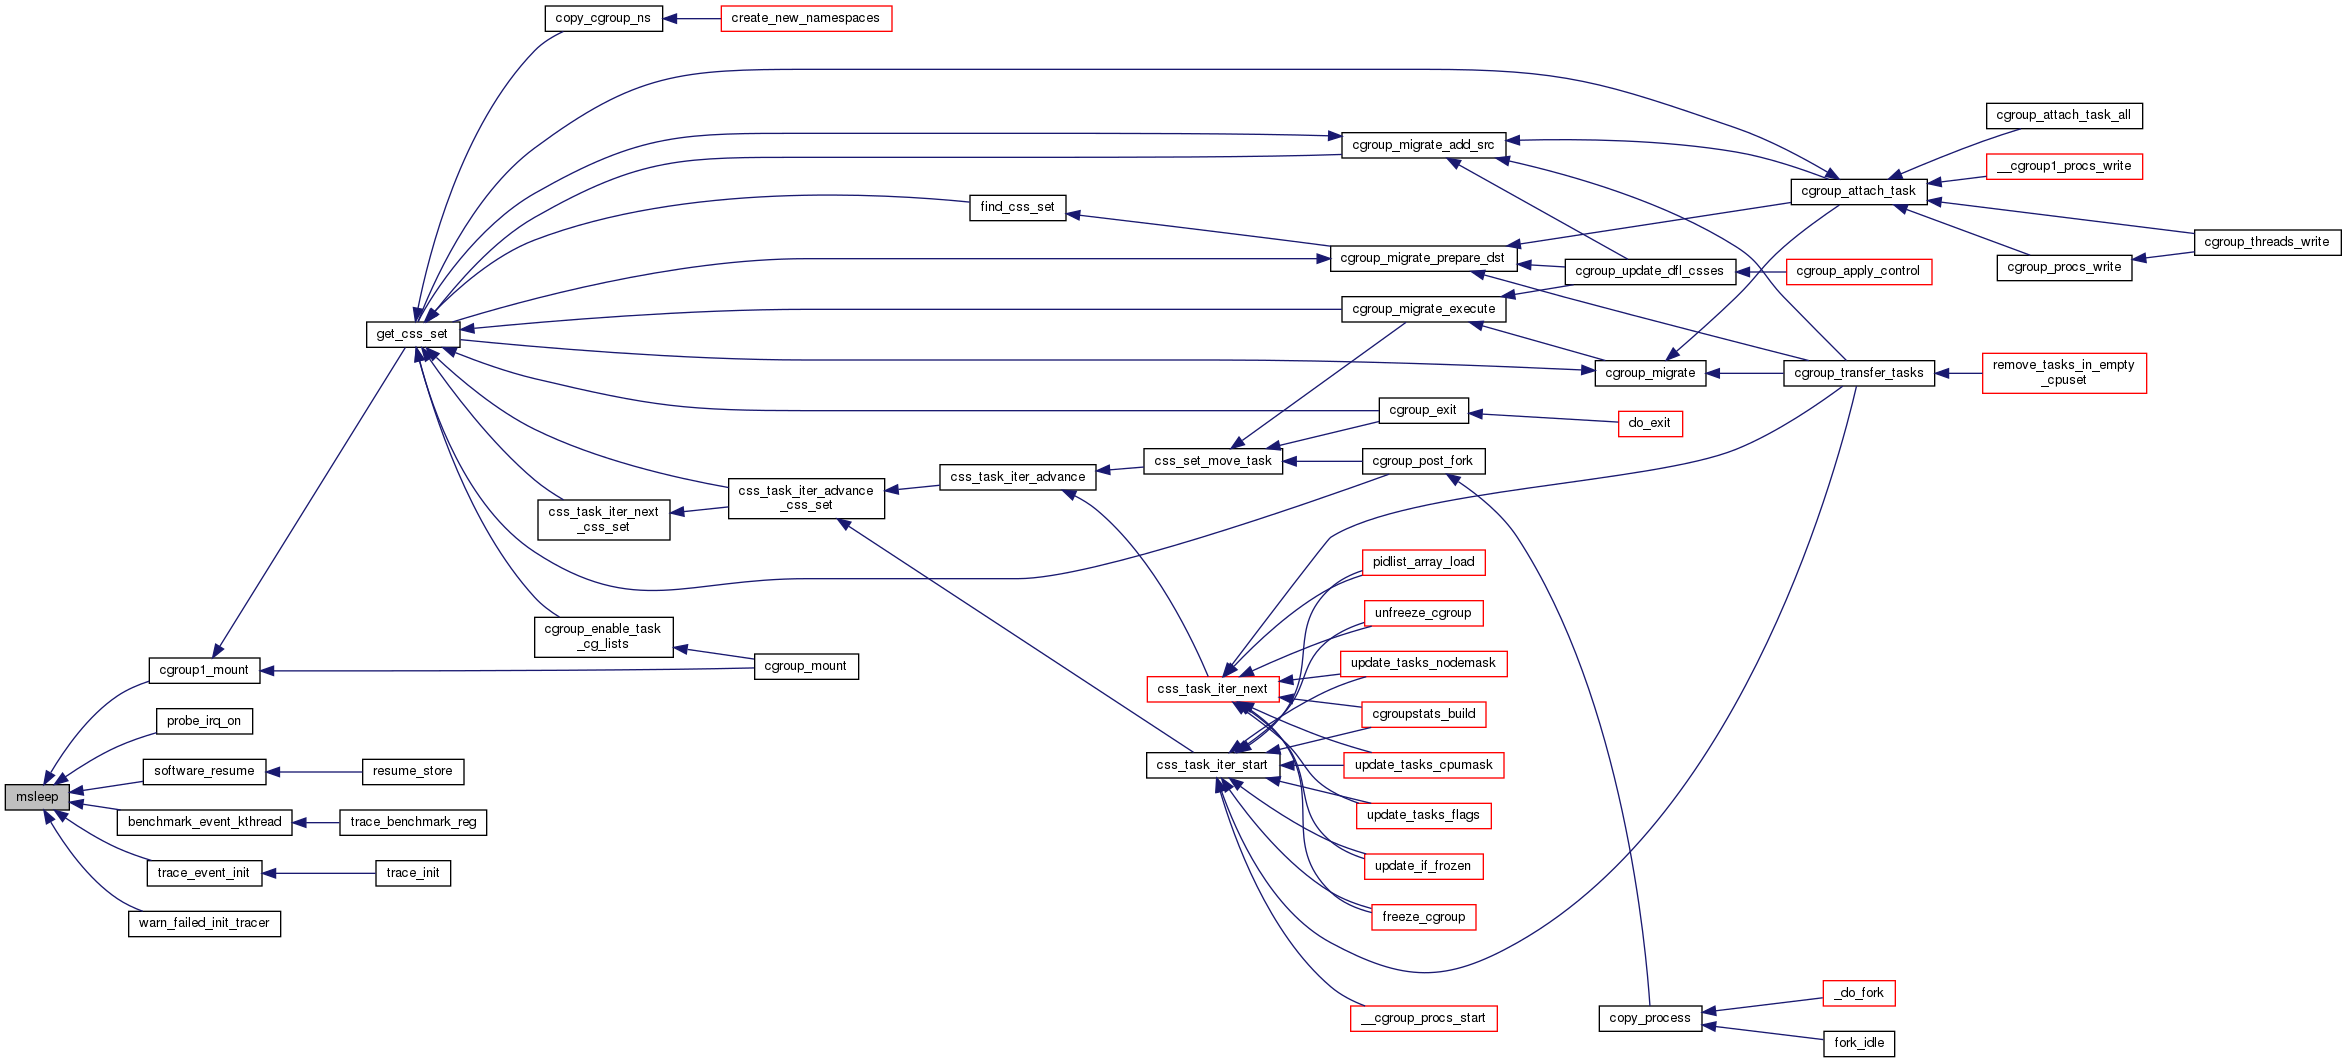 copy_cgroup_ns
create_new_namespaces
cgroup_attach_task_all
cgroup_migrate_add_src
__cgroup1_procs_write
cgroup_attach_task
find_css_set
cgroup_threads_write
cgroup_migrate_prepare_dst
cgroup_update_dfl_csses
cgroup_apply_control
cgroup_procs_write
cgroup_migrate_execute
get_css_set
cgroup_migrate
cgroup_transfer_tasks
remove_tasks_in_empty
_cpuset
cgroup_exit
do_exit
css_set_move_task
cgroup_post_fork
css_task_iter_advance
css_task_iter_advance
_css_set
css_task_iter_next
_css_set
pidlist_array_load
unfreeze_cgroup
cgroup_enable_task
_cg_lists
cgroup1_mount
cgroup_mount
update_tasks_nodemask
css_task_iter_next
cgroupstats_build
probe_irq_on
software_resume
resume_store
css_task_iter_start
update_tasks_cpumask
msleep
benchmark_event_kthread
trace_benchmark_reg
update_tasks_flags
trace_event_init
trace_init
update_if_frozen
warn_failed_init_tracer
freeze_cgroup
_do_fork
__cgroup_procs_start
copy_process
fork_idle